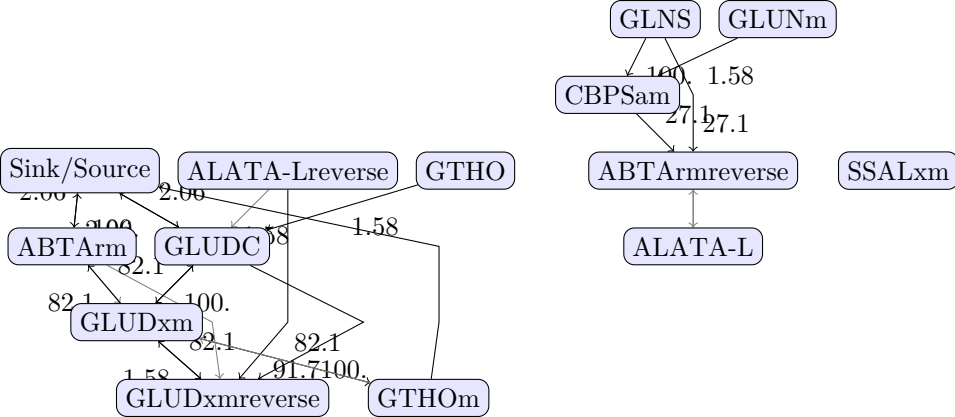 GLNS
GLUNm
100.
1.58
CBPSam
27.1
27.1
Sink/Source
ALATA-Lreverse
GTHO
ABTArmreverse
SSALxm
2.06
2.06
1.58
ABTArm
GLUDC
ALATA-L
82.1
82.1
100.
GLUDxm
82.1
82.1
91.7
100.
1.58
GLUDxmreverse
GTHOm